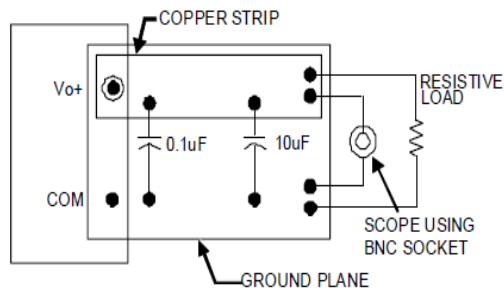 COPPER STRIP
Vo+
RESISTIVE
LOAD
0.1uF
10uF
COM
SCOPE USING
BNC SOCKET
GROUND PLANE